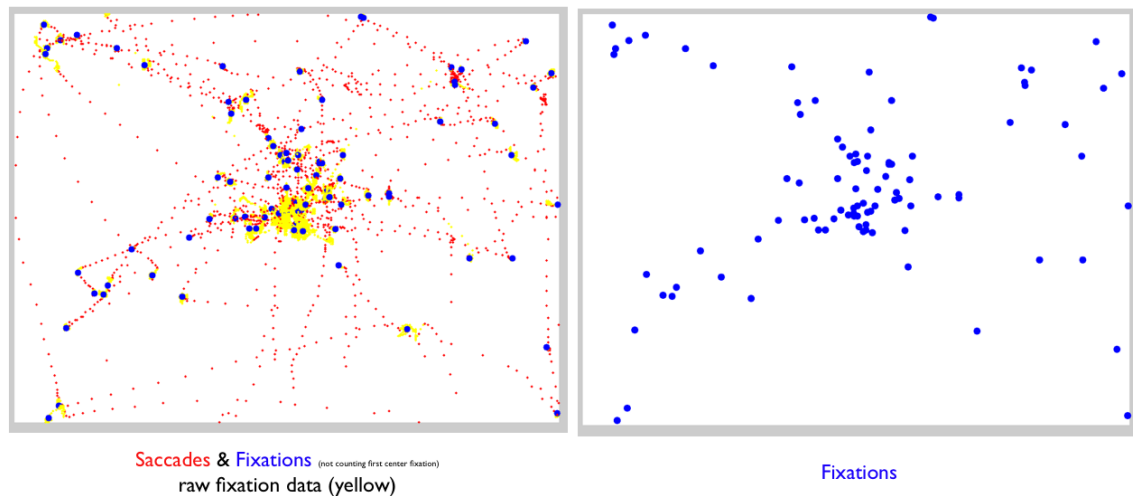 Saccades & Fixations (not counting first center fixation)
raw fixation data (yellow)
Fixations